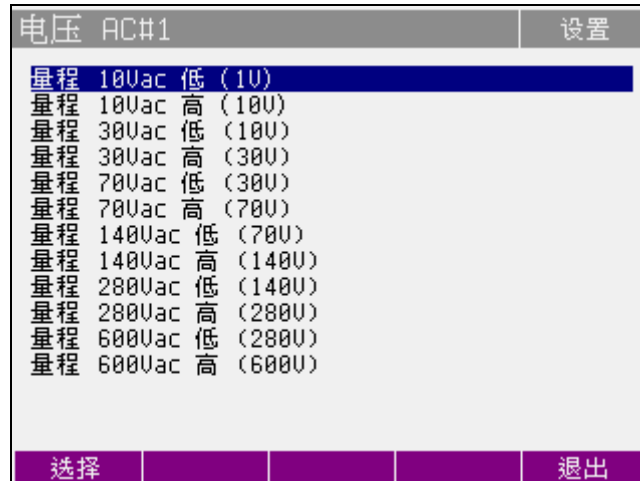 电压 AC#1 设置
量程 10Vac 低 (1V)
量程 10Vac 高 (10V)
量程 30Vac 低 (10V)
量程 30Vac 高 (30V)
量程 70Vac 低 (30V)
量程 70Vac 高 (70V)
量程 140Vac 低 (70V)
量程 140Vac 高 (140V)
量程 280Vac 低 (140V)
量程 280Vac 高 (280V)
量程 600Vac 低 (280V)
量程 600Vac 高 (600V)
选择 退出